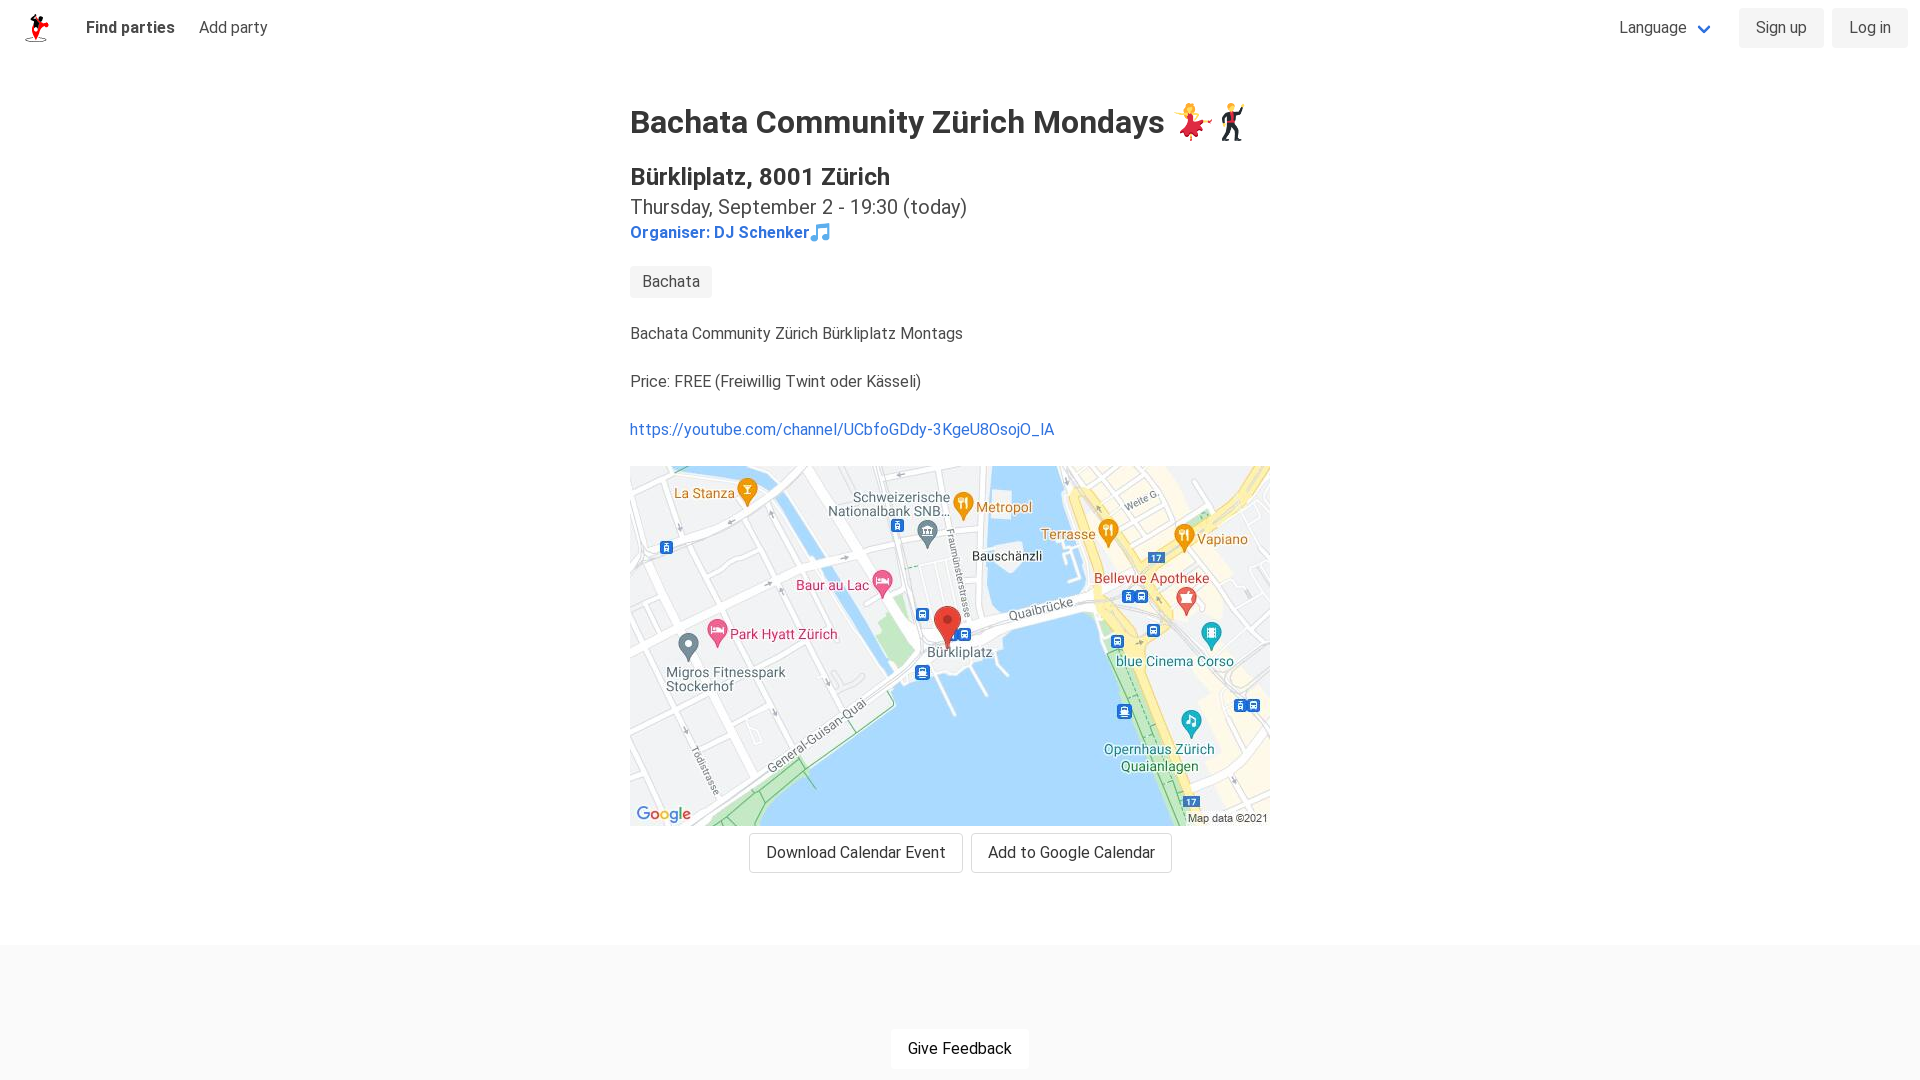 Find parties
Add party
Language
Sign up
Log in
Bachata Community Zürich Mondays 💃🕺
Bürkliplatz, 8001 Zürich
Thursday, September 2 - 19:30 (today)
Organiser: DJ Schenker🎵
Bachata
Bachata Community Zürich Bürkliplatz Montags
Price: FREE (Freiwillig Twint oder Kässeli)
https://youtube.com/channel/UCbfoGDdy-3KgeU8OsojO_lA
La Stanza
Schweizerische
Nationalbank SNB...
Metropol
Weite G.
Terrasse
Vapiano
17
Fraumünsterstrasse
Bauschänzli
Baur au Lac
Bellevue Apotheke
Quaibrücke
Park Hyatt Zürich
Bürkliplatz
blue Cinema Corso
Migros Fitnesspark
Stockerhof
General-Guisan-Quai
Tödistrasse
Opernhaus Zürich
Quaianlagen
17
Google
Map data ©2021
Download Calendar Event
Add to Google Calendar
Give Feedback